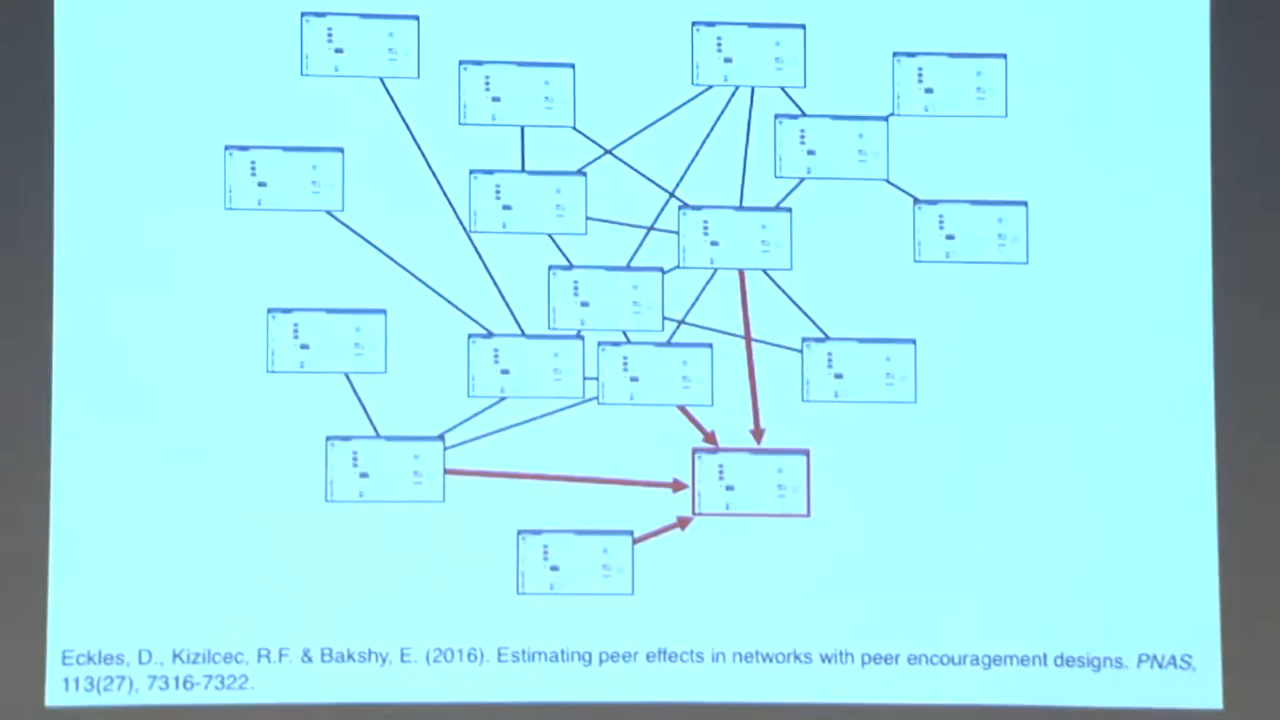 Eckles, D., Kizilcec, R.F. & Bakshy, E. (2016). Estimating peer effects in networks with peer encouragement designs. PNAS,
113(27), 7316-7322.